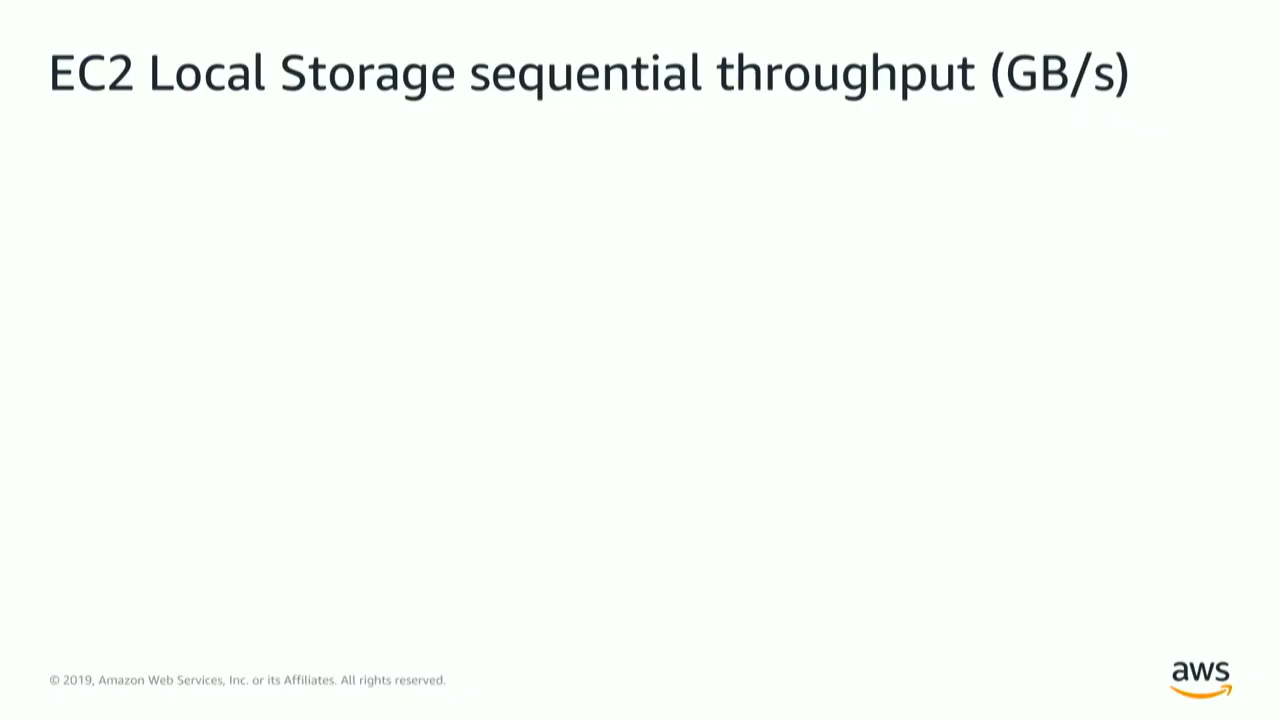 EC2 Local Storage sequential throughput (GB/s)
© 2019, Amazon Web Services, Inc. or its Affiliates. All rights reserved.
aws